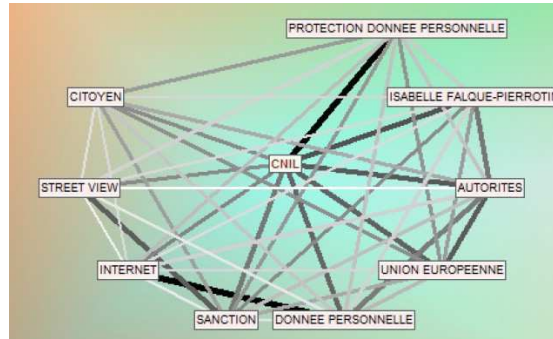 PROTECTION DONNEE PERSONNELLE
CITOYEN
ISABELLE FALQUE-PIERROTIN
CNIL
STREET VIEW
AUTORITES
INTERNET
UNION EUROPEENNE
SANCTION
DONNEE PERSONNELLE